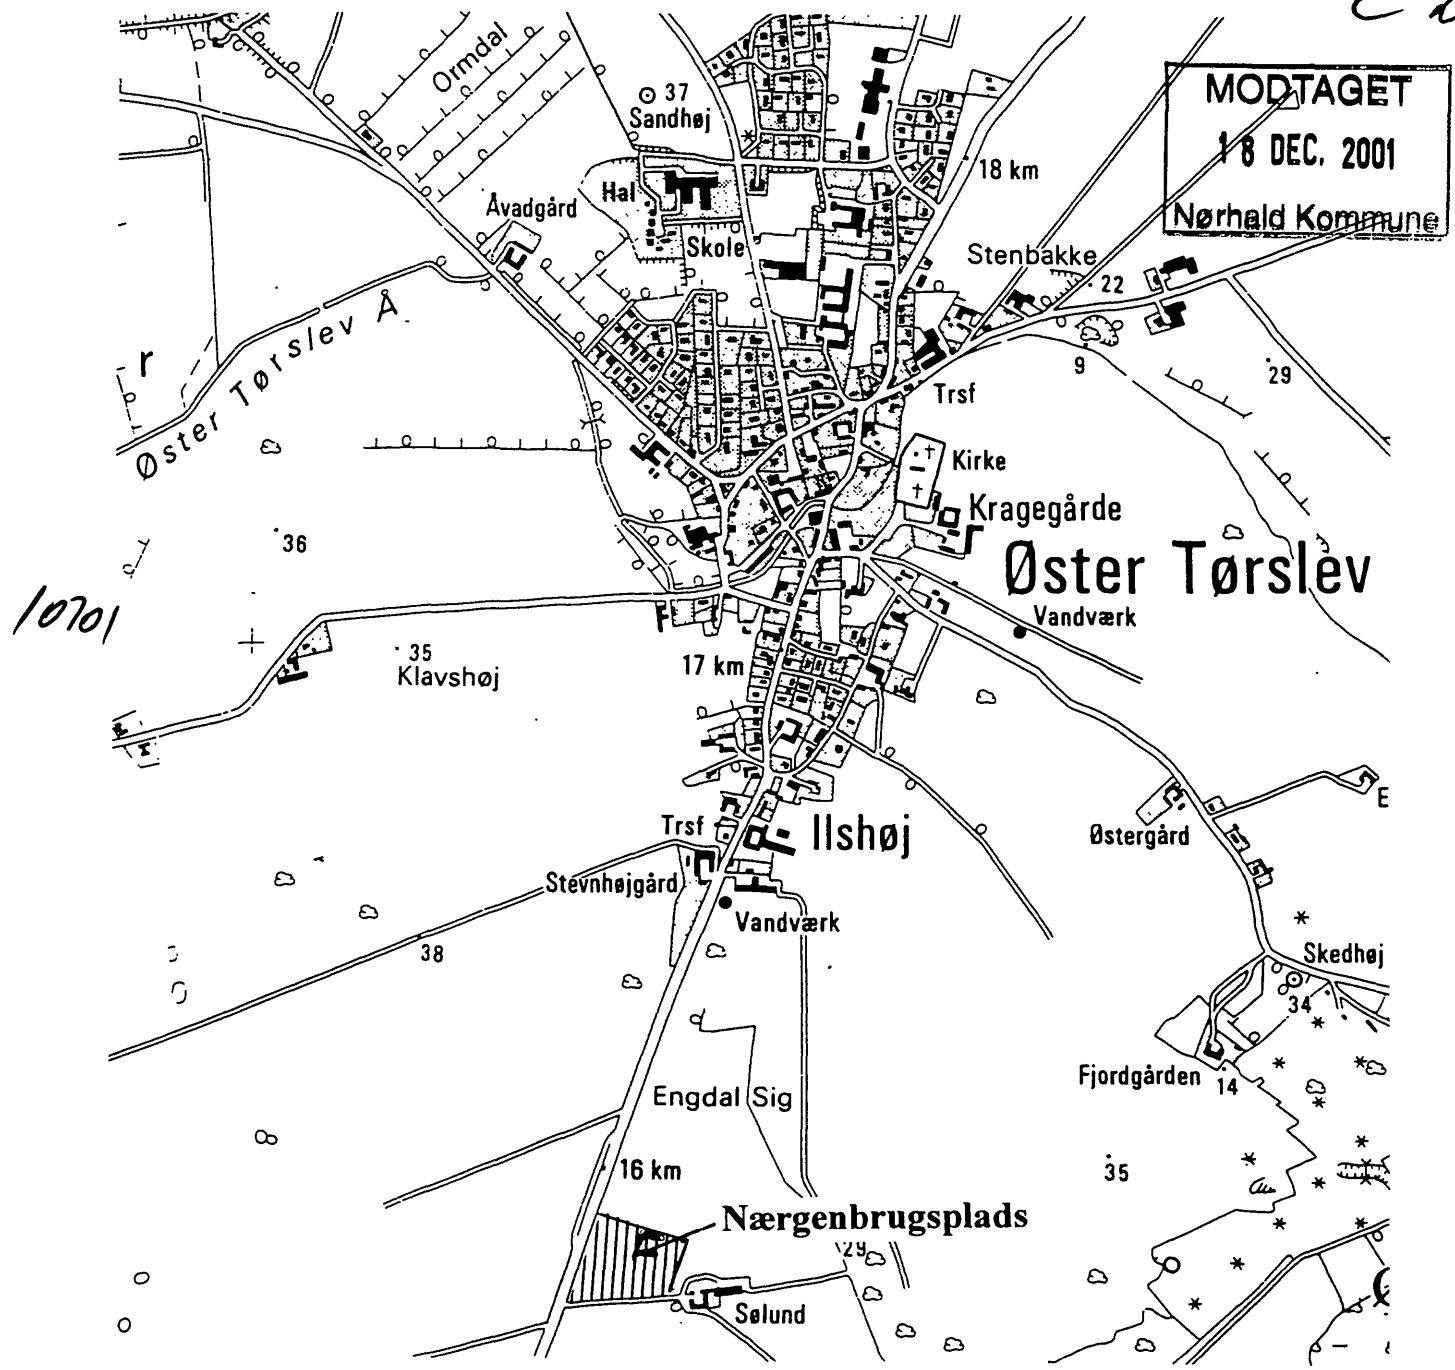 MODTAGET
18 DEC. 2001
Nørhald Kommune
Ormdal
37
Sandhøj
18 km
Hal
Åvadgård
Skole
Stenbakke
22
Øster Tørslev Å
r
9
29
Trsf
Kirke
Kragegårde
36
Øster Tørslev
10701
Vandværk
35
Klavshøj
17 km
Trsf
Ilshøj
Østergård
E
Stevnhøjgård
Vandværk
38
Skedhøj
34
Fjordgården
14
Engdal Sig
16 km
35
Nærgenbrugsplads
29
Sølund